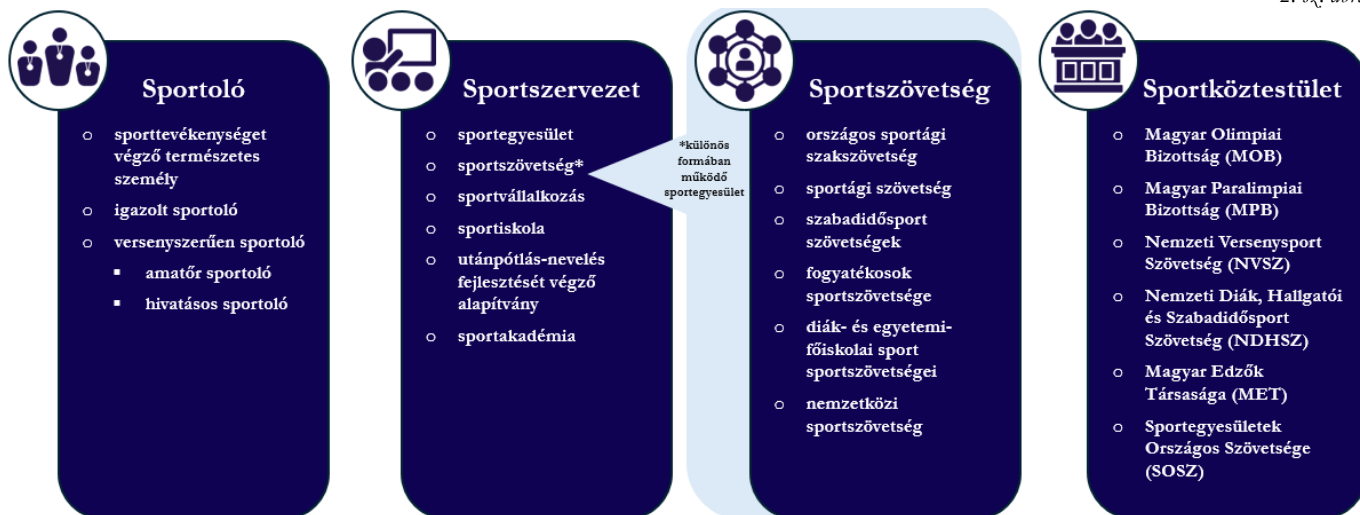 Sportoló
sporttevékenységet
végző természetes
személy
igazolt sportoló
versenyszerűen sportoló
amatőr sportoló
hivatásos sportoló
Sportszervezet
sportegyesület
sportszövetség*
sportvállalkozás
sportiskola
utánpótlás-nevelés
fejlesztését végző
alapítvány
sportakadémia
*különös
formában
működő
sportegyesület
Sportszövetség
országos sportági
szakszövetség
sportági szövetség
szabadidősport
szövetségek
fogyatékosok
sportszövetsége
diák- és egyetemi-
főiskolai sport
sportszövetségei
nemzetközi
sportszövetség
Sportköztestület
Magyar Olimpiai
Bizottság (MOB)
Magyar Paralimpiai
Bizottság (MPB)
Nemzeti Versenysport
Szövetség (NVSZ)
Nemzeti Diák, Hallgatói
és Szabadidősport
Szövetség (NDHSZ)
Magyar Edzők
Társasága (MET)
Sportegyesületek
Országos Szövetsége
(SOSZ)